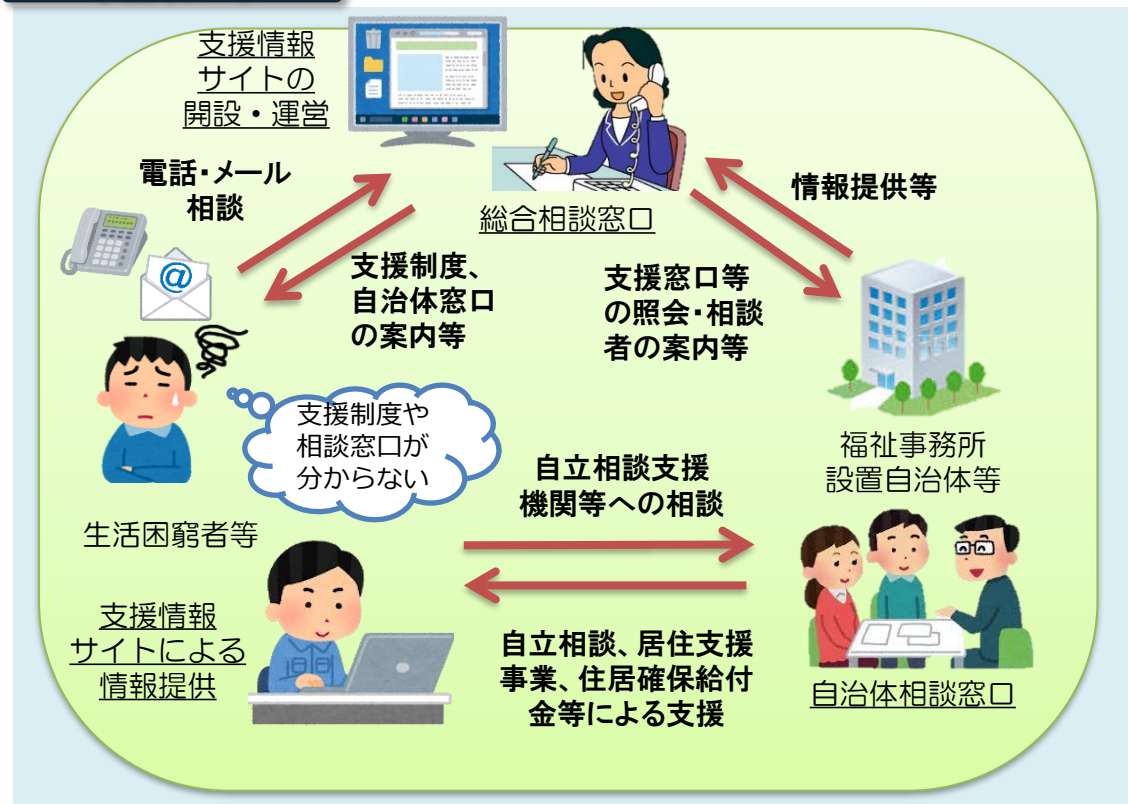 支援情報
サイトの
開設・運営
電話・メール
相談
総合相談窓口
情報提供等
@
支援制度、
自治体窓口
の案内等
支援窓口等
の照会・相談
者の案内等
支援制度や
相談窓口が
分からない
福祉事務所
設置自治体等
自立相談支援
機関等への相談
生活困窮者等
支援情報
サイトによる
情報提供
自立相談、居住支援
事業、住居確保給付
金等による支援
自治体相談窓口